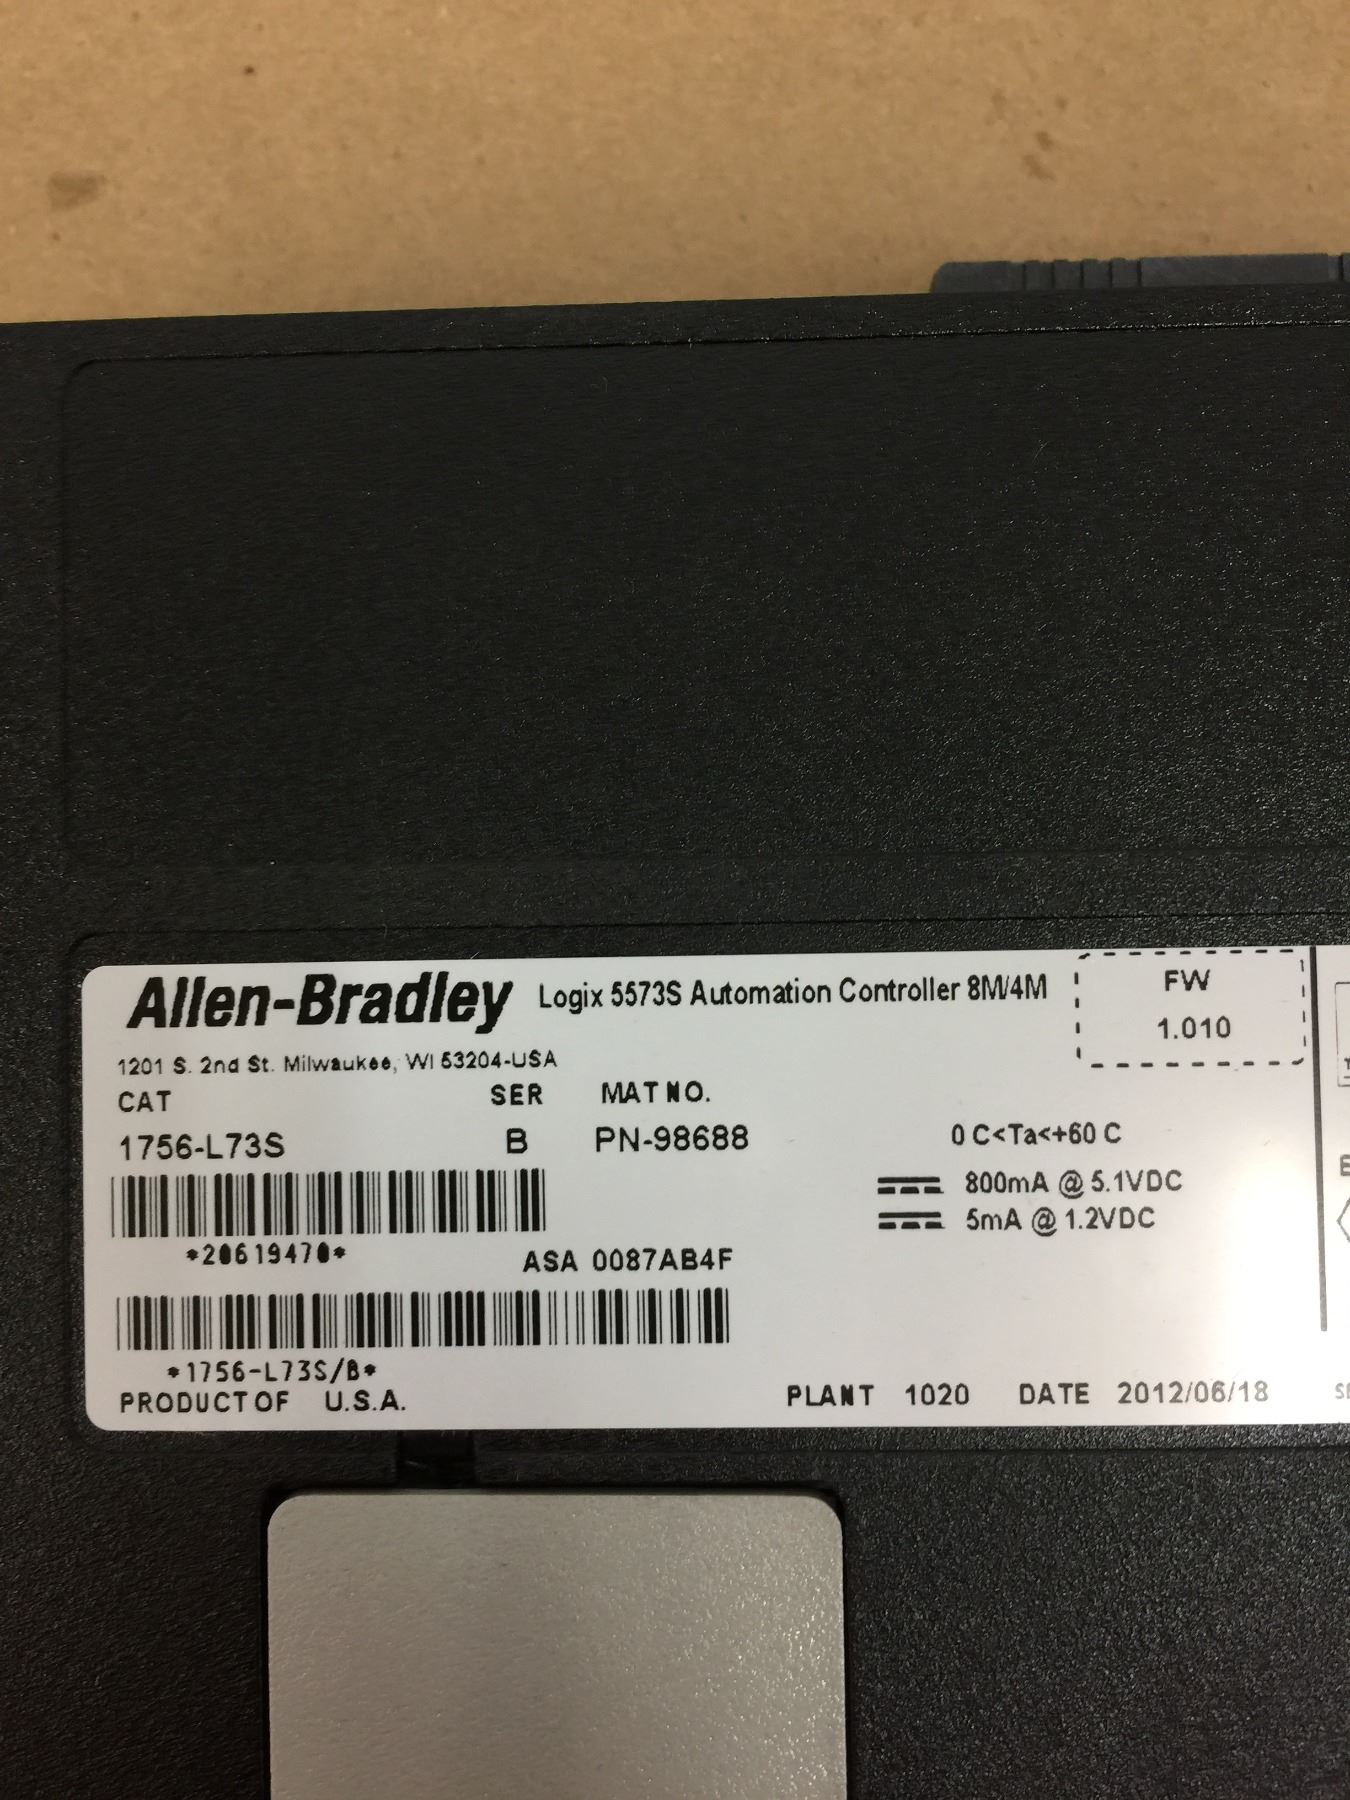 Allen-Bradley Logix 5573S Automation Controller 8M/4M
FW
1.010
1201 S. 2nd St. Milwaukee, WI 53204-USA
CAT SER MAT NO.
1756-L73S B PN-98688 0 C<Ta<+60 C
800mA @ 5.1VDC
5mA @ 1.2VDC
*20619470* ASA 0087AB4F
*1756-L73S/B*
PRODUCT OF U.S.A. PLANT 1020 DATE 2012/06/18